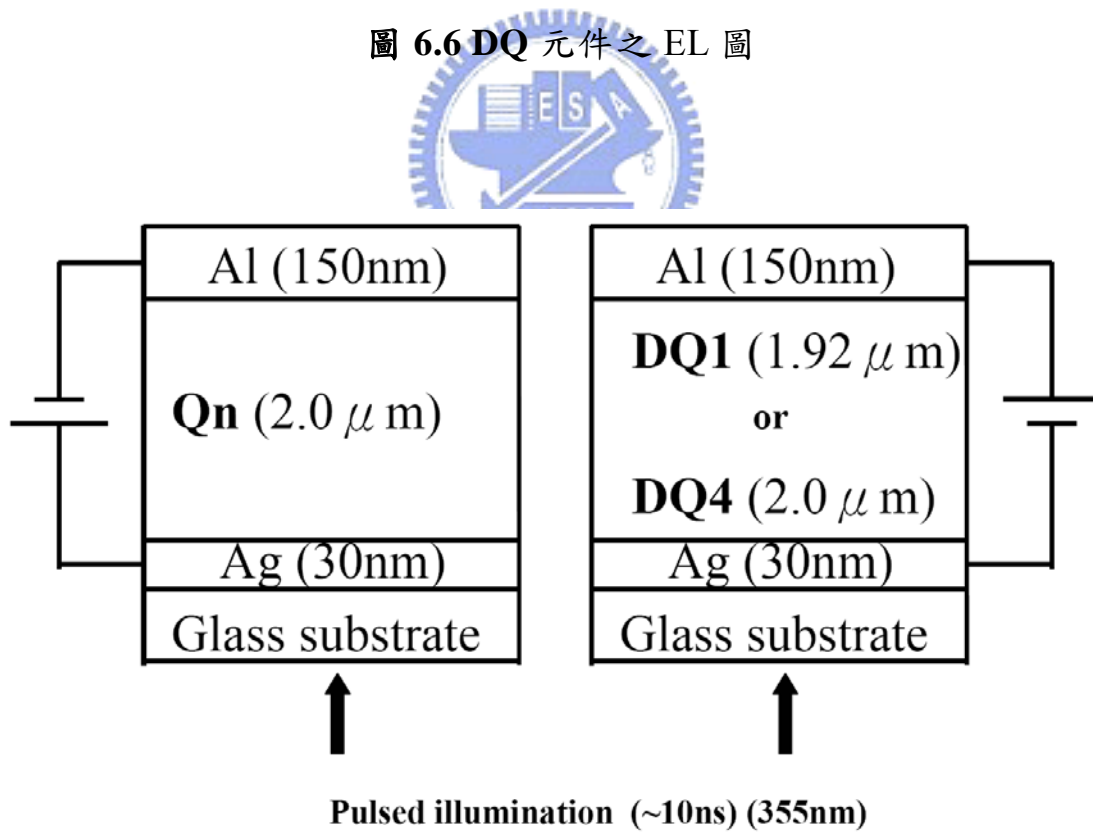 圖 6.6 DQ 元件之 EL 圖
E S A
Al (150nm)
Qn (2.0 μ m)
Ag (30nm)
Glass substrate
Al (150nm)
DQ1 (1.92 μ m)
or
DQ4 (2.0 μ m)
Ag (30nm)
Glass substrate
Pulsed illumination (~10ns) (355nm)